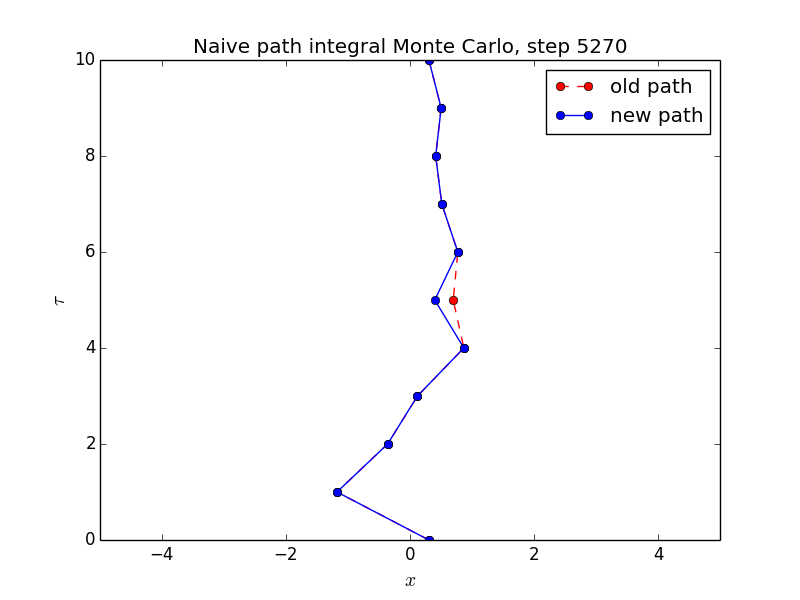 Naive path integral Monte Carlo, step 5270
10
old path
new path
8
6
τ
4
2
0
−4 −2 0 2 4
x